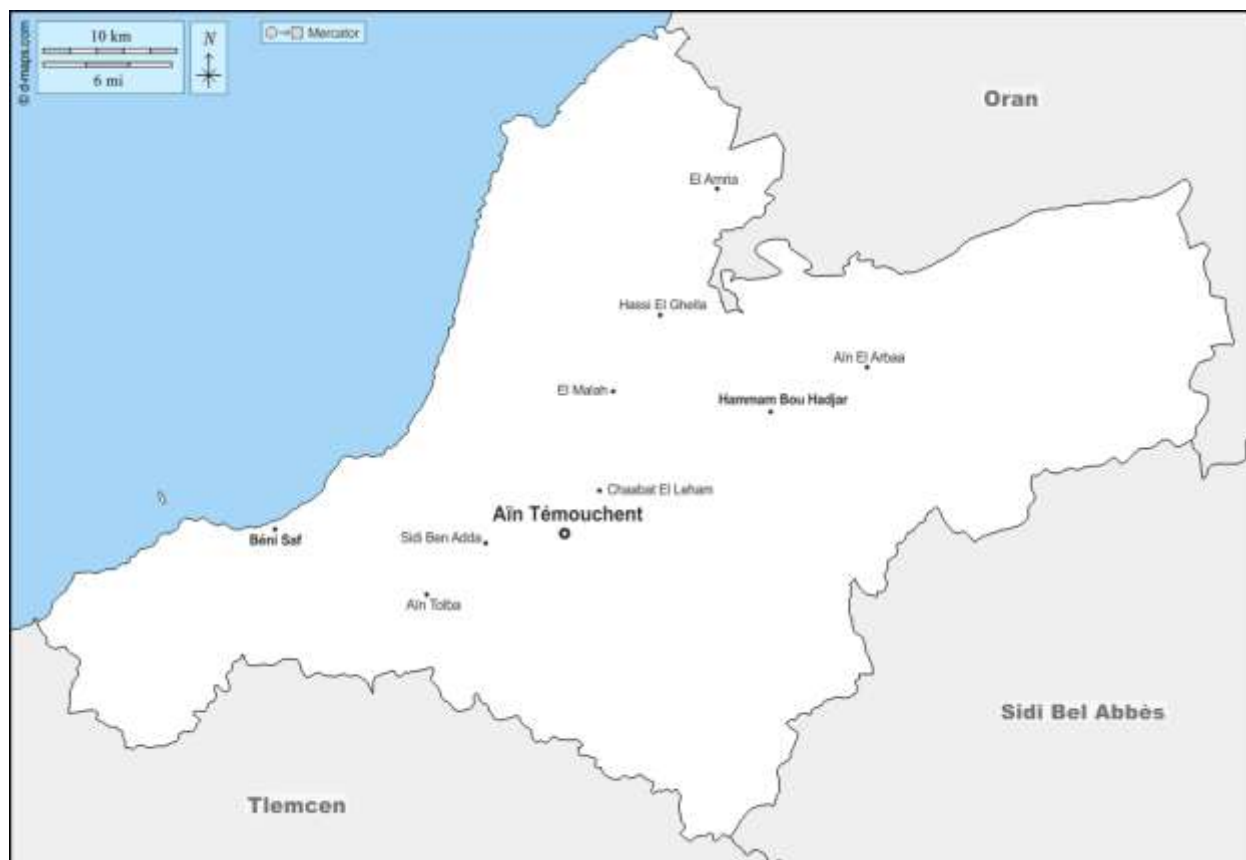 10 km
6 mi
N
Mercator
© d-maps.com
Oran
El Amria
Hassi El Ghella
Aïn El Arbaa
El Malah
Hammam Bou Hadjar
Chaabat El Leham
Aïn Témouchent
Béni Saf
Sidi Ben Adda
Aïn Tolba
Sidi Bel Abbès
Tlemcen